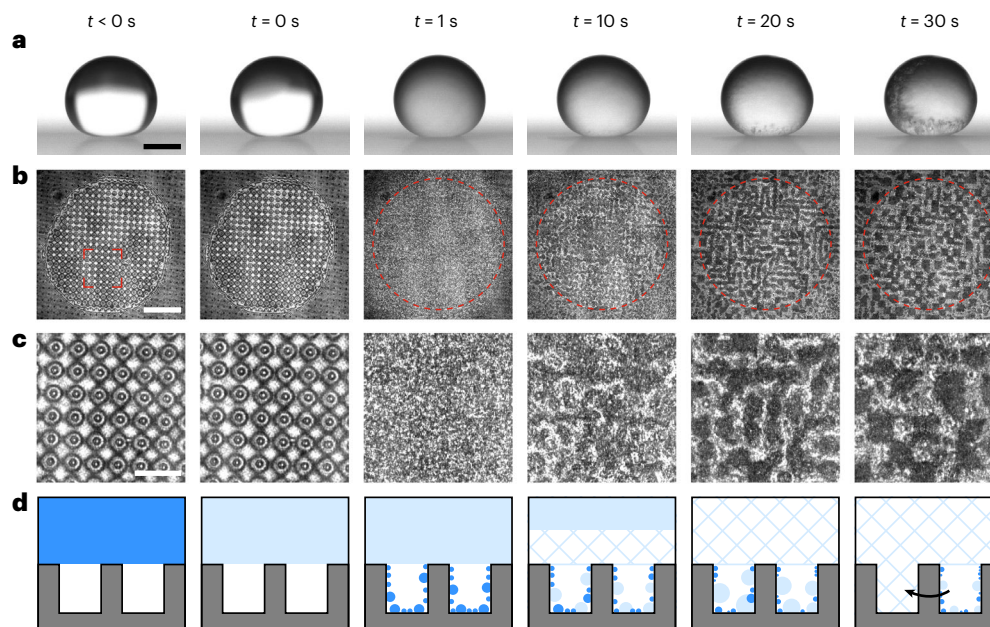 t < 0 s t = 0 s t = 1 s t = 10 s t = 20 s t = 30 s
a
b
c
d